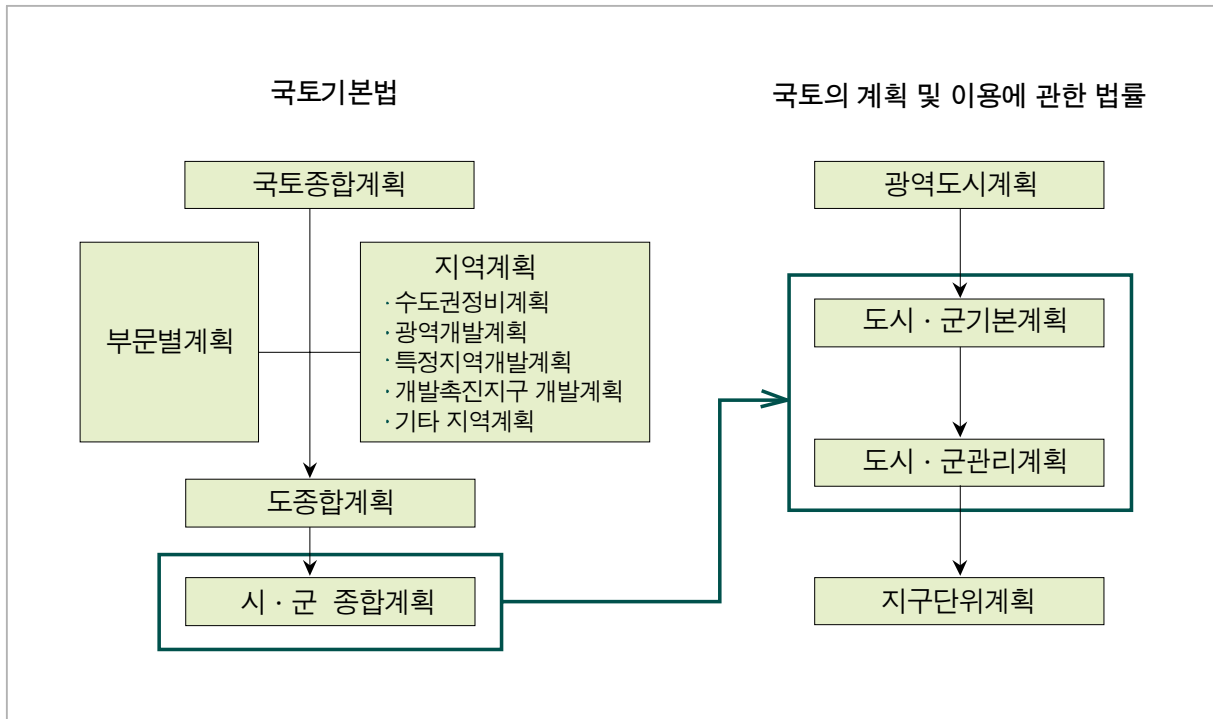 국토기본법
국토종합계획
부문별계획
지역계획
· 수도권정비계획
· 광역개발계획
· 특정지역개발계획
· 개발촉진지구 개발계획
· 기타 지역계획
도종합계획
시 · 군 종합계획
국토의 계획 및 이용에 관한 법률
광역도시계획
도시 · 군기본계획
도시 · 군관리계획
지구단위계획